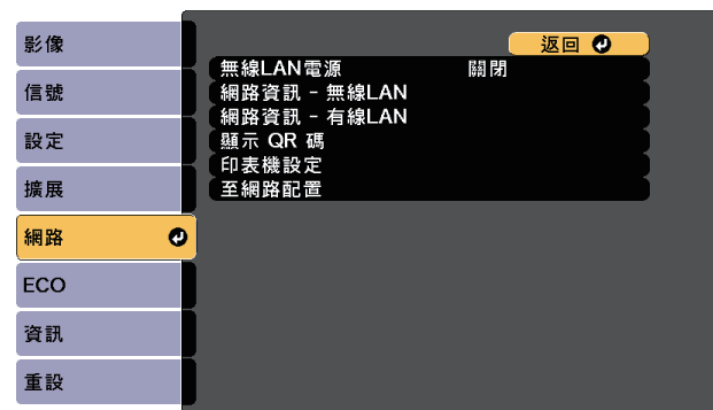 影像
信號
設定
擴展
網路
ECO
資訊
重設
返回
無線LAN電源 關閉
網路資訊 - 無線LAN
網路資訊 - 有線LAN
顯示 QR 碼
印表機設定
至網路配置